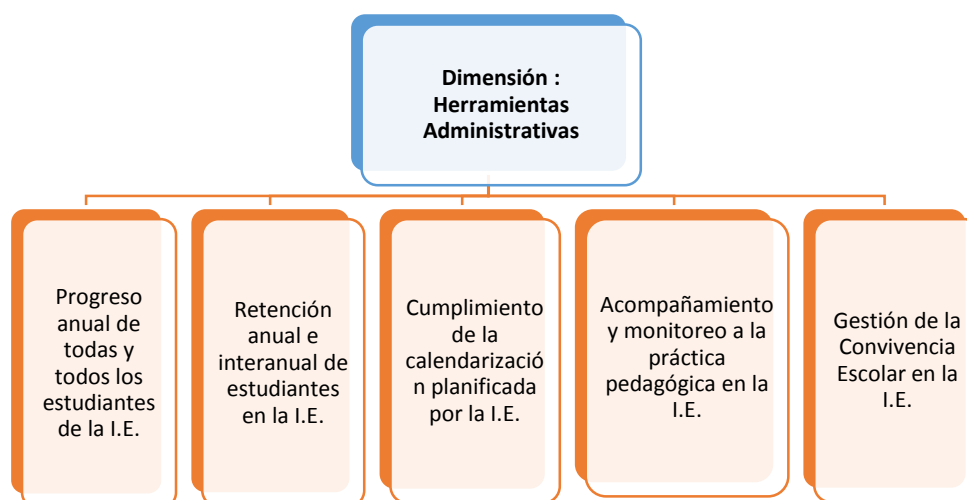 Dimensión :
Herramientas
Administrativas
Progreso
anual de
todas y
todos los
estudiantes
de la I.E.
Retención
anual e
interanual de
estudiantes
en la I.E.
Cumplimiento
de la
calendarizació
n planificada
por la I.E.
Acompañamiento
y monitoreo a la
práctica
pedagógica en la
I.E.
Gestión de la
Convivencia
Escolar en la
I.E.